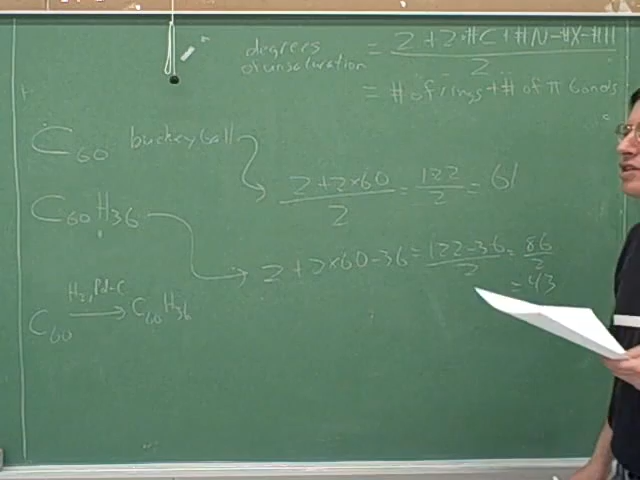 degrees of unsaturation = 2+2·#C+#N-#X-#H / 2
= # of rings + # of π bonds
C60 buckeyball
2+2×60 / 2 = 122 / 2 = 61
C60H36
2+2×60-36 = 122-36 / 2 = 86 / 2
= 43
H2, Pd-C
C60 → C60H36